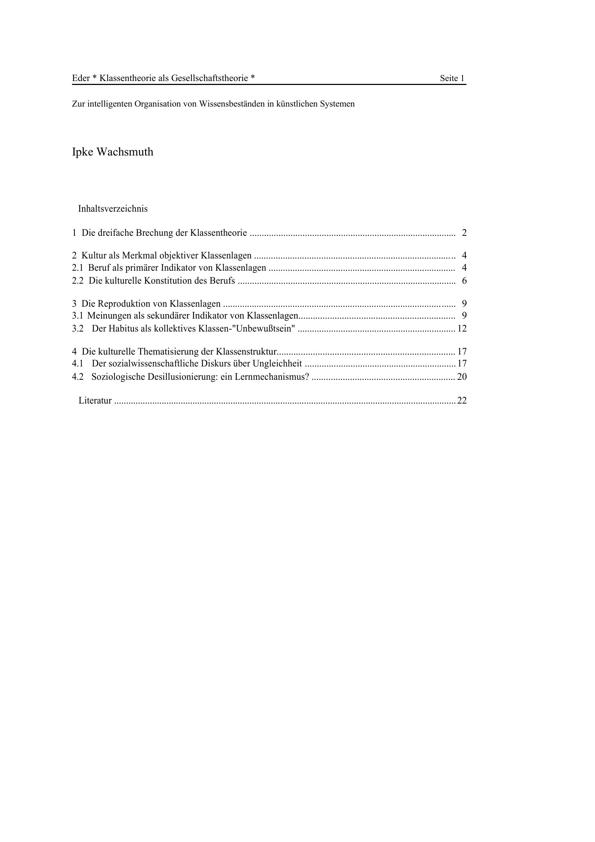 Eder * Klassentheorie als Gesellschaftstheorie * Seite 1
Zur intelligenten Organisation von Wissensbeständen in künstlichen Systemen
Ipke Wachsmuth
Inhaltsverzeichnis
1 Die dreifache Brechung der Klassentheorie ..................................................................................... 2
2 Kultur als Merkmal objektiver Klassenlagen ................................................................................... 4
2.1 Beruf als primärer Indikator von Klassenlagen ............................................................................. 4
2.2 Die kulturelle Konstitution des Berufs .......................................................................................... 6
3 Die Reproduktion von Klassenlagen ................................................................................................ 9
3.1 Meinungen als sekundärer Indikator von Klassenlagen................................................................. 9
3.2 Der Habitus als kollektives Klassen-"Unbewußtsein" ................................................................. 12
4 Die kulturelle Thematisierung der Klassenstruktur......................................................................... 17
4.1 Der sozialwissenschaftliche Diskurs über Ungleichheit .............................................................. 17
4.2 Soziologische Desillusionierung: ein Lernmechanismus? ........................................................... 20
Literatur ............................................................................................................................................. 22